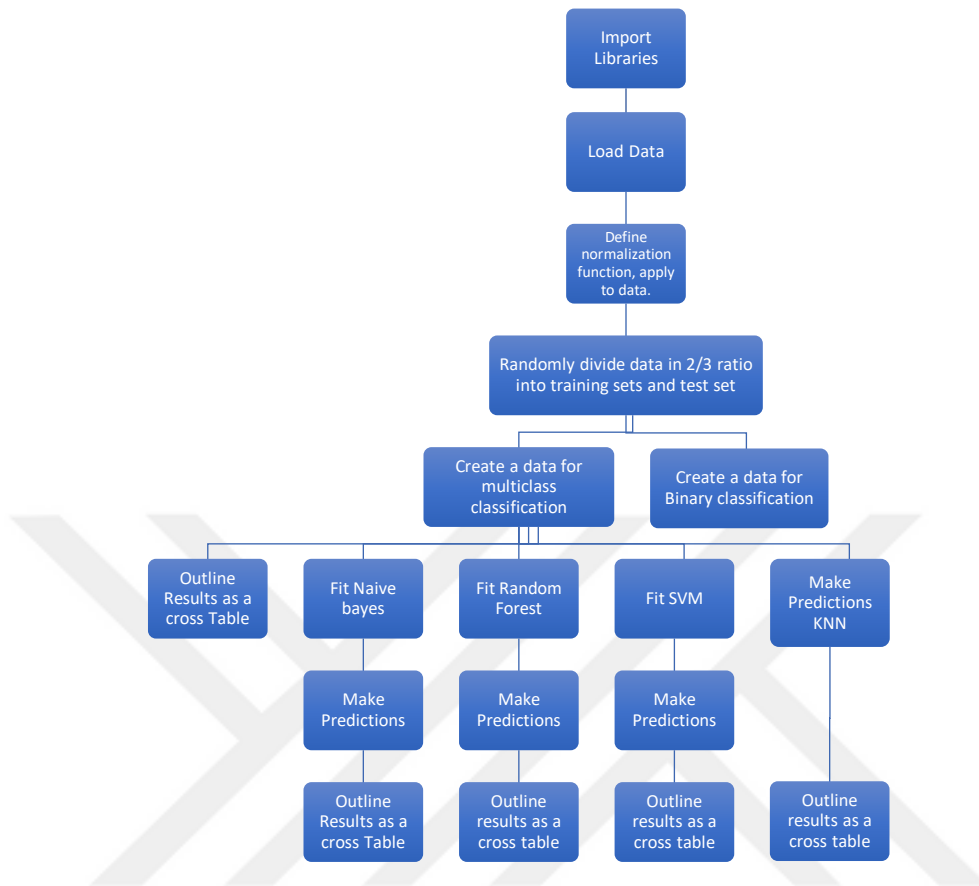 Import
Libraries
Load Data
Define
normalization
function, apply
to data.
Randomly divide data in 2/3 ratio
into training sets and test set
Create a data for
multiclass
classification
Create a data for
Binary classification
Outline
Results as a
cross Table
Fit Naive
bayes
Fit Random
Forest
Fit SVM
Make
Predictions
KNN
Make
Predictions
Make
Predictions
Make
Predictions
Outline
Results as a
cross Table
Outline
results as a
cross table
Outline
results as a
cross table
Outline
results as a
cross table